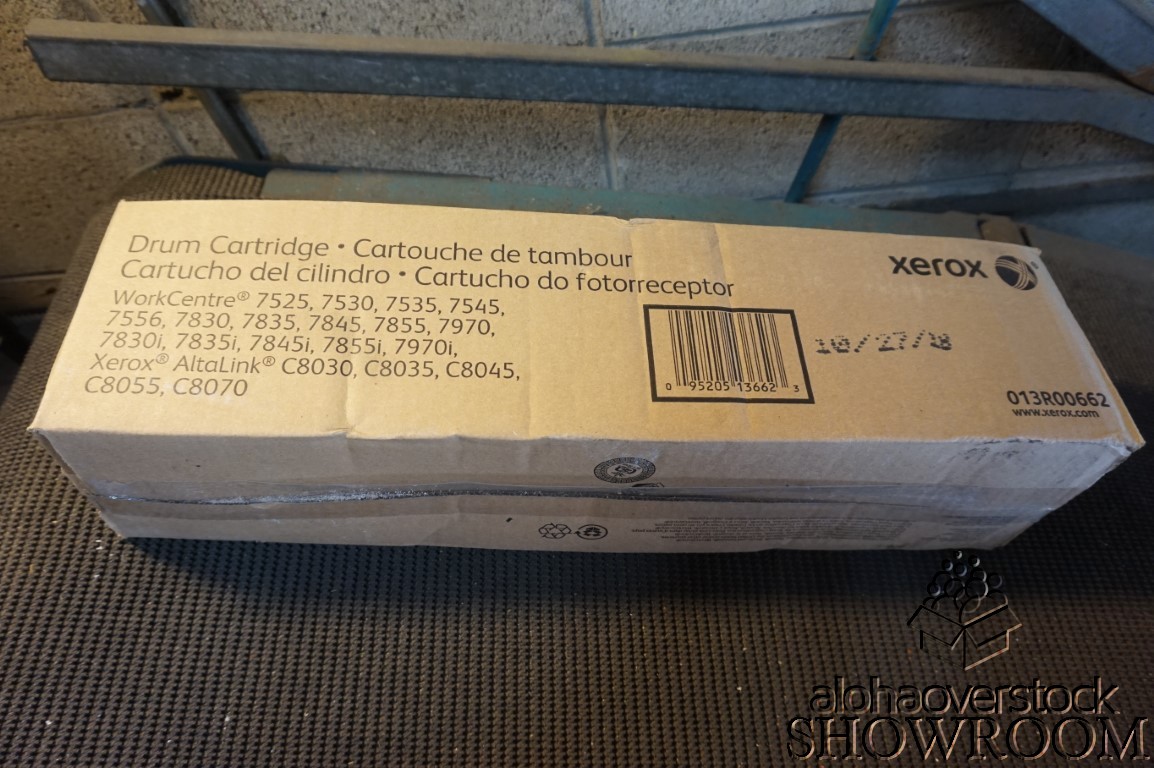 Drum Cartridge • Cartouche de tambour
Cartucho del cilindro • Cartucho do fotorreceptor
WorkCentre® 7525, 7530, 7535, 7545,
7556, 7830, 7835, 7845, 7855, 7970,
7830i, 7835i, 7845i, 7855i, 7970i,
Xerox® AltaLink® C8030, C8035, C8045,
C8055, C8070
xerox
0 95205 13662 3
10/27/18
013R00662
www.xerox.com
alohaoverstock
SHOWROOM